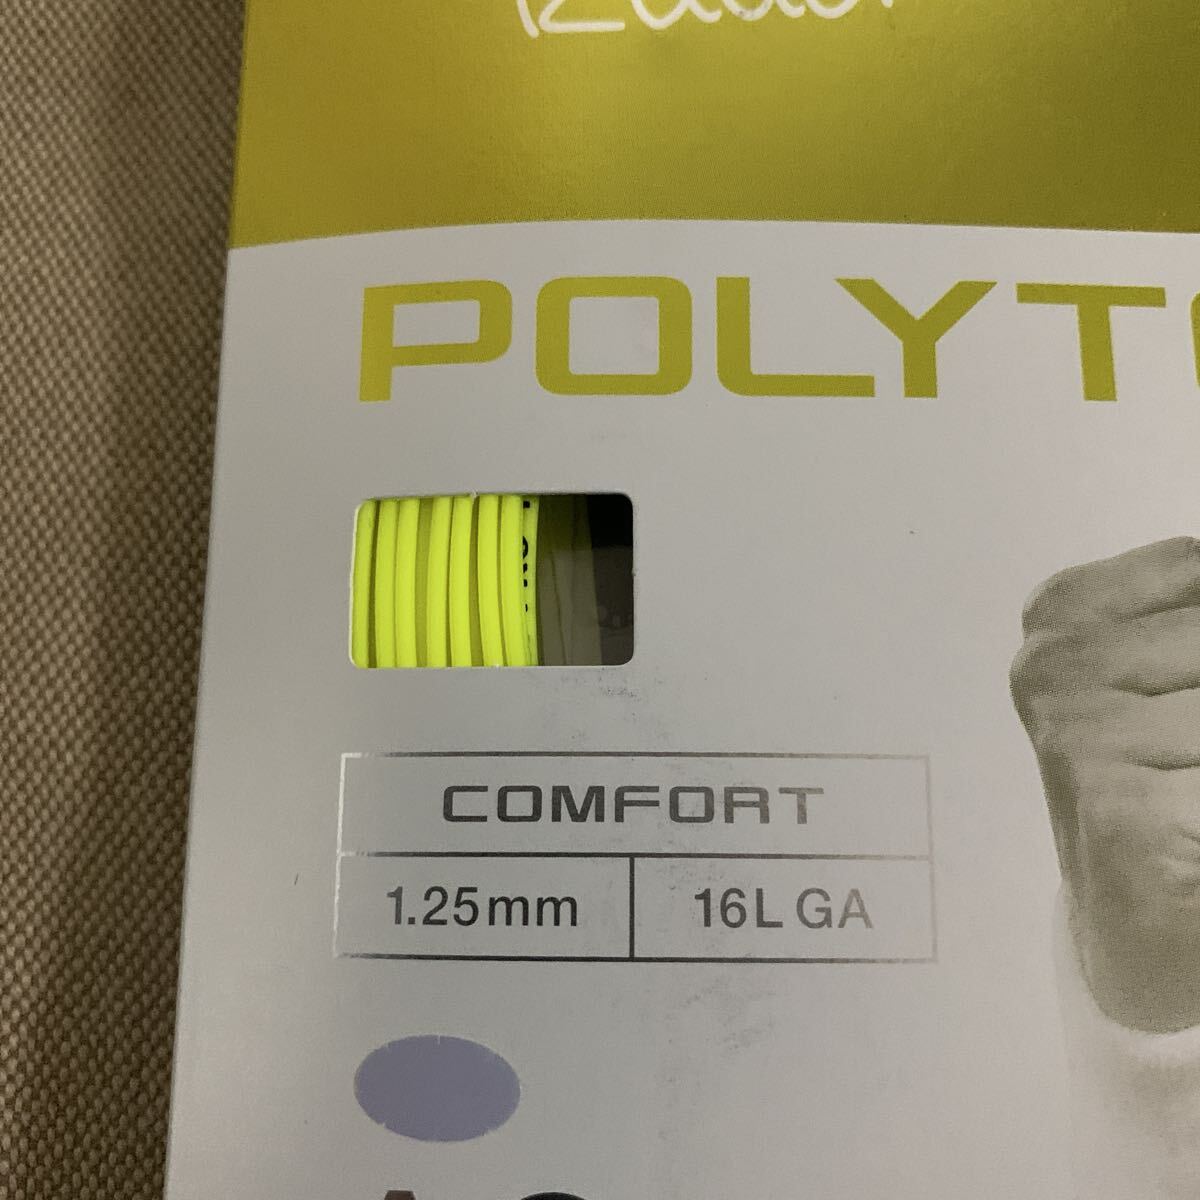 POLYT
COMFORT
1.25mm
16L GA